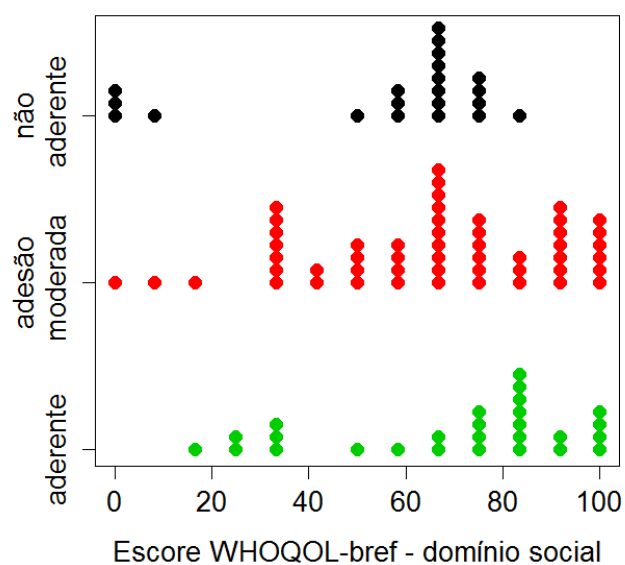 não
aderente
adesão
moderada
aderente
0 20 40 60 80 100
Escore WHOQOL-bref - domínio social